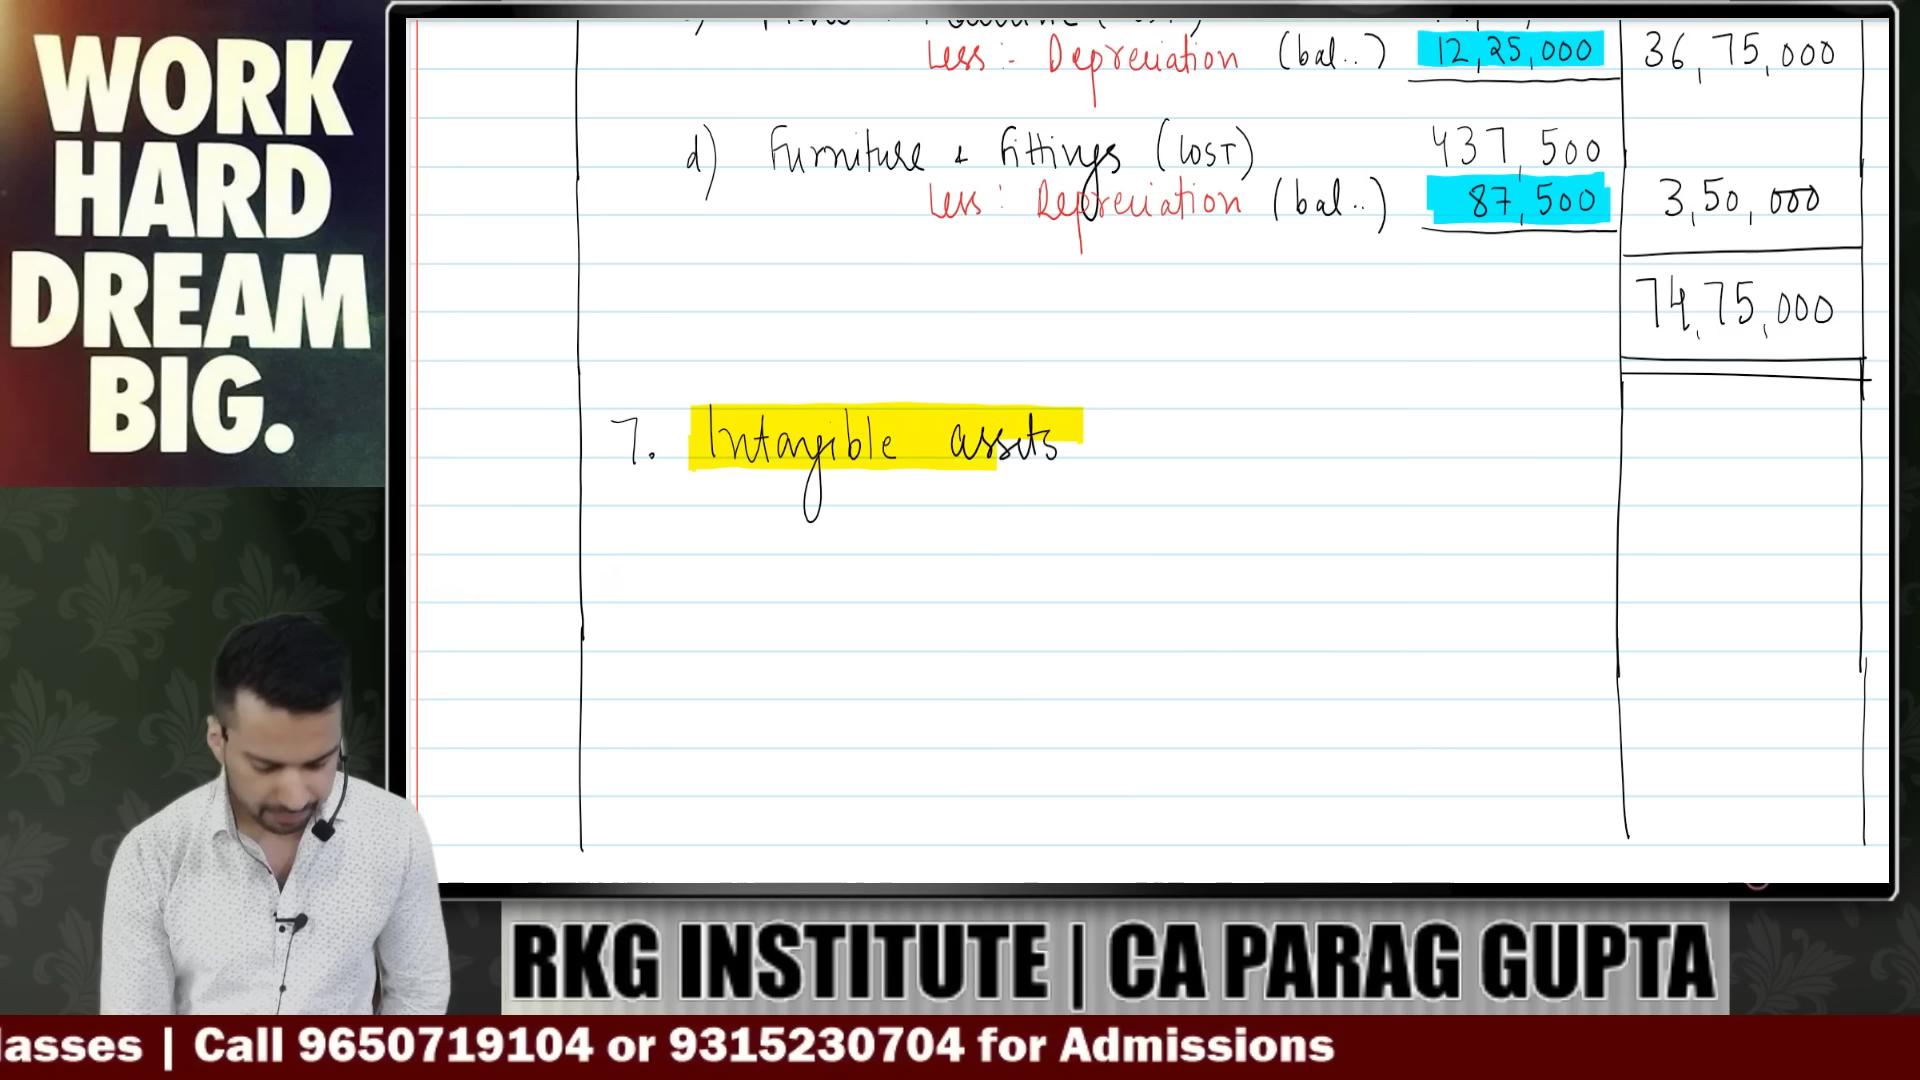 WORK
HARD
DREAM
BIG.
Less :- Depreciation (bal..) 12,25,000 36,75,000
d) Furniture & fittings (COST) 437,500
Less : Depreciation (bal..) 87,500 3,50,000
74,75,000
7. Intangible assets
RKG INSTITUTE | CA PARAG GUPTA
lasses | Call 9650719104 or 9315230704 for Admissions